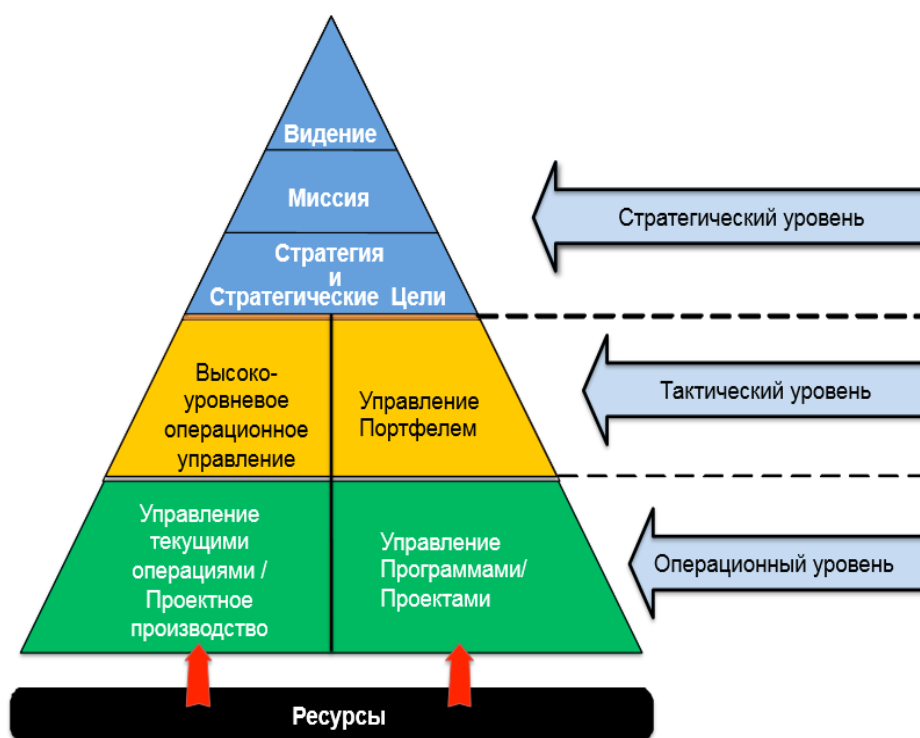 Видение
Миссия
Стратегия
и
Стратегические Цели
Стратегический уровень
Высоко-
уровневое
операционное
управление
Управление
Портфелем
Тактический уровень
Управление
текущими
операциями /
Проектное
производство
Управление
Программами/
Проектами
Операционный уровень
Ресурсы